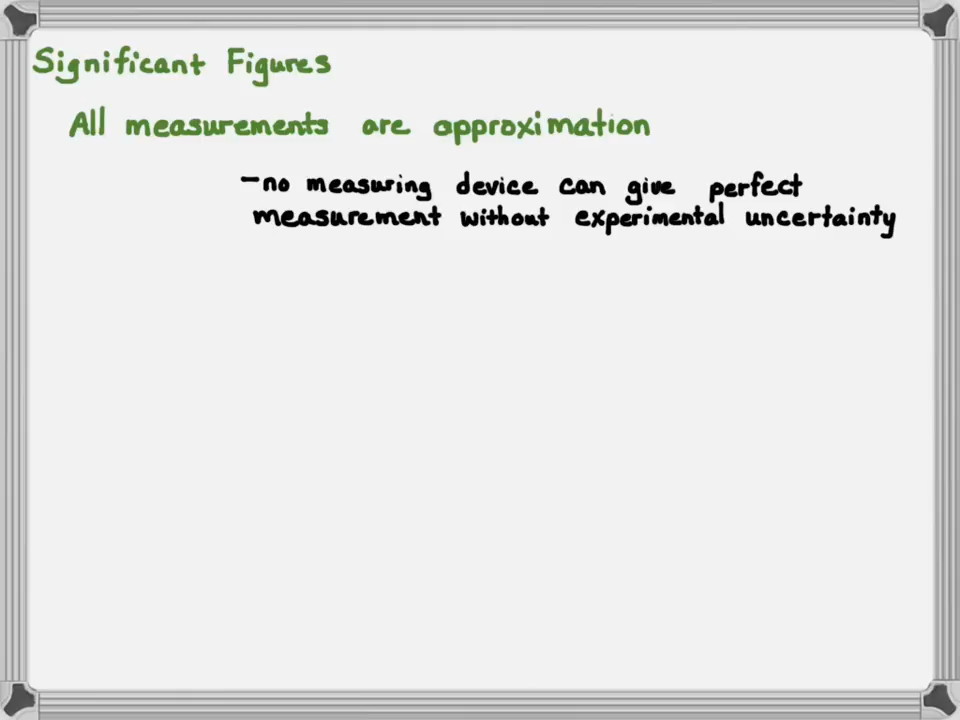 Significant Figures
All measurements are approximation
-no measuring device can give perfect
measurement without experimental uncertainty